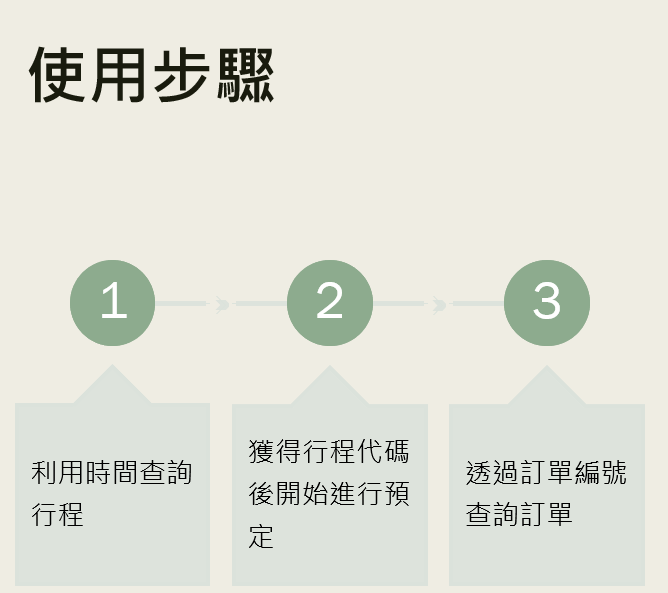 使用步驟
1
2
3
利用時間查詢
行程
獲得行程代碼
後開始進行預
定
透過訂單編號
查詢訂單